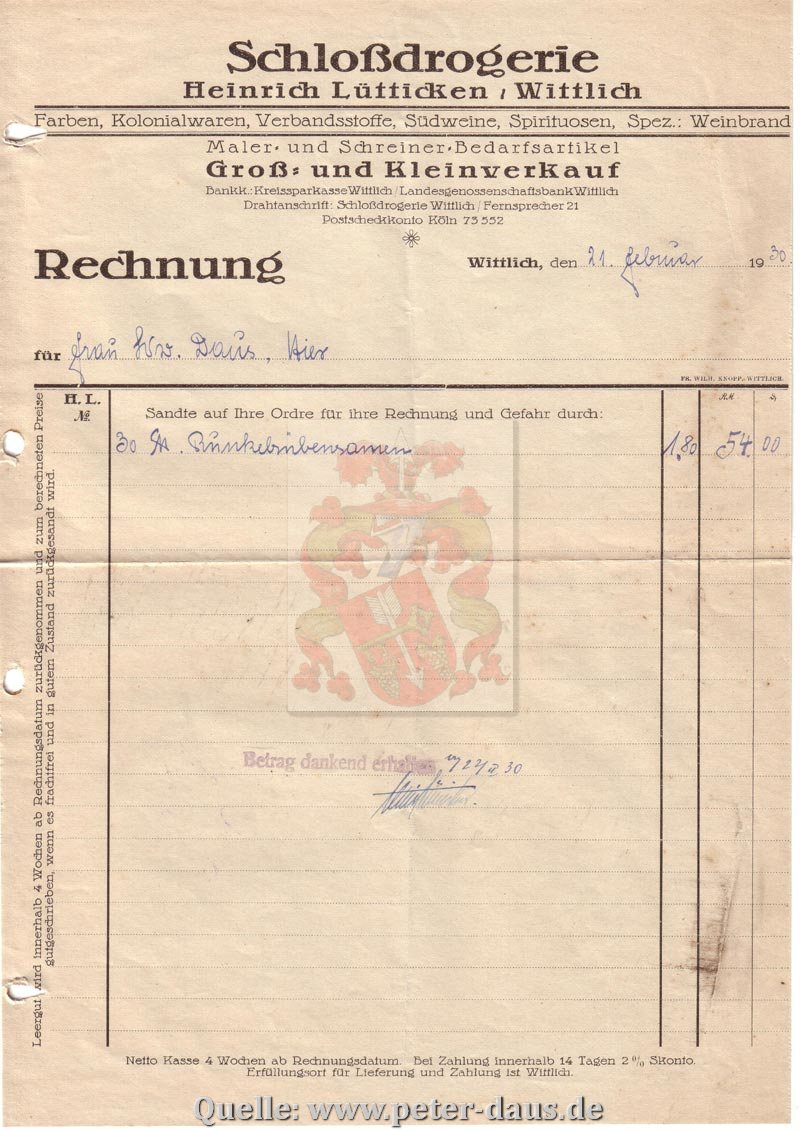 Schloßdrogerie
Heinrich Lütticken / Wittlich
Farben, Kolonialwaren, Verbandsstoffe, Südweine, Spirituosen, Spez.: Weinbrand
Maler- und Schreiner-Bedarfsartikel
Groß- und Kleinverkauf
Bankk.: Kreissparkasse Wittlich / Landesgenossenschaftsbank Wittlich
Drahtanschrift: Schloßdrogerie Wittlich / Fernsprecher 21
Postscheckkonto Köln 73552
Rechnung
Wittlich, den 21. Februar 1930.
für Frau Ww. Daus, Hier
FR. WILH. KNOPP, WITTLICH.
H. L.
№
R.M.
Sandte auf Ihre Ordre für ihre Rechnung und Gefahr durch:
30 Runkelrübensamen 1,80 54.00
Leergut wird innerhalb 4 Wochen ab Rechnungsdatum zurückgenommen und zum berechneten Preise
gutgeschrieben, wenn es frachtfrei und in gutem Zustand zurückgesandt wird.
Betrag dankend erhalten 22/II 30
Netto Kasse 4 Wochen ab Rechnungsdatum. Bei Zahlung innerhalb 14 Tagen 2% Skonto.
Erfüllungsort für Lieferung und Zahlung ist Wittlich.
Quelle: www.peter-daus.de